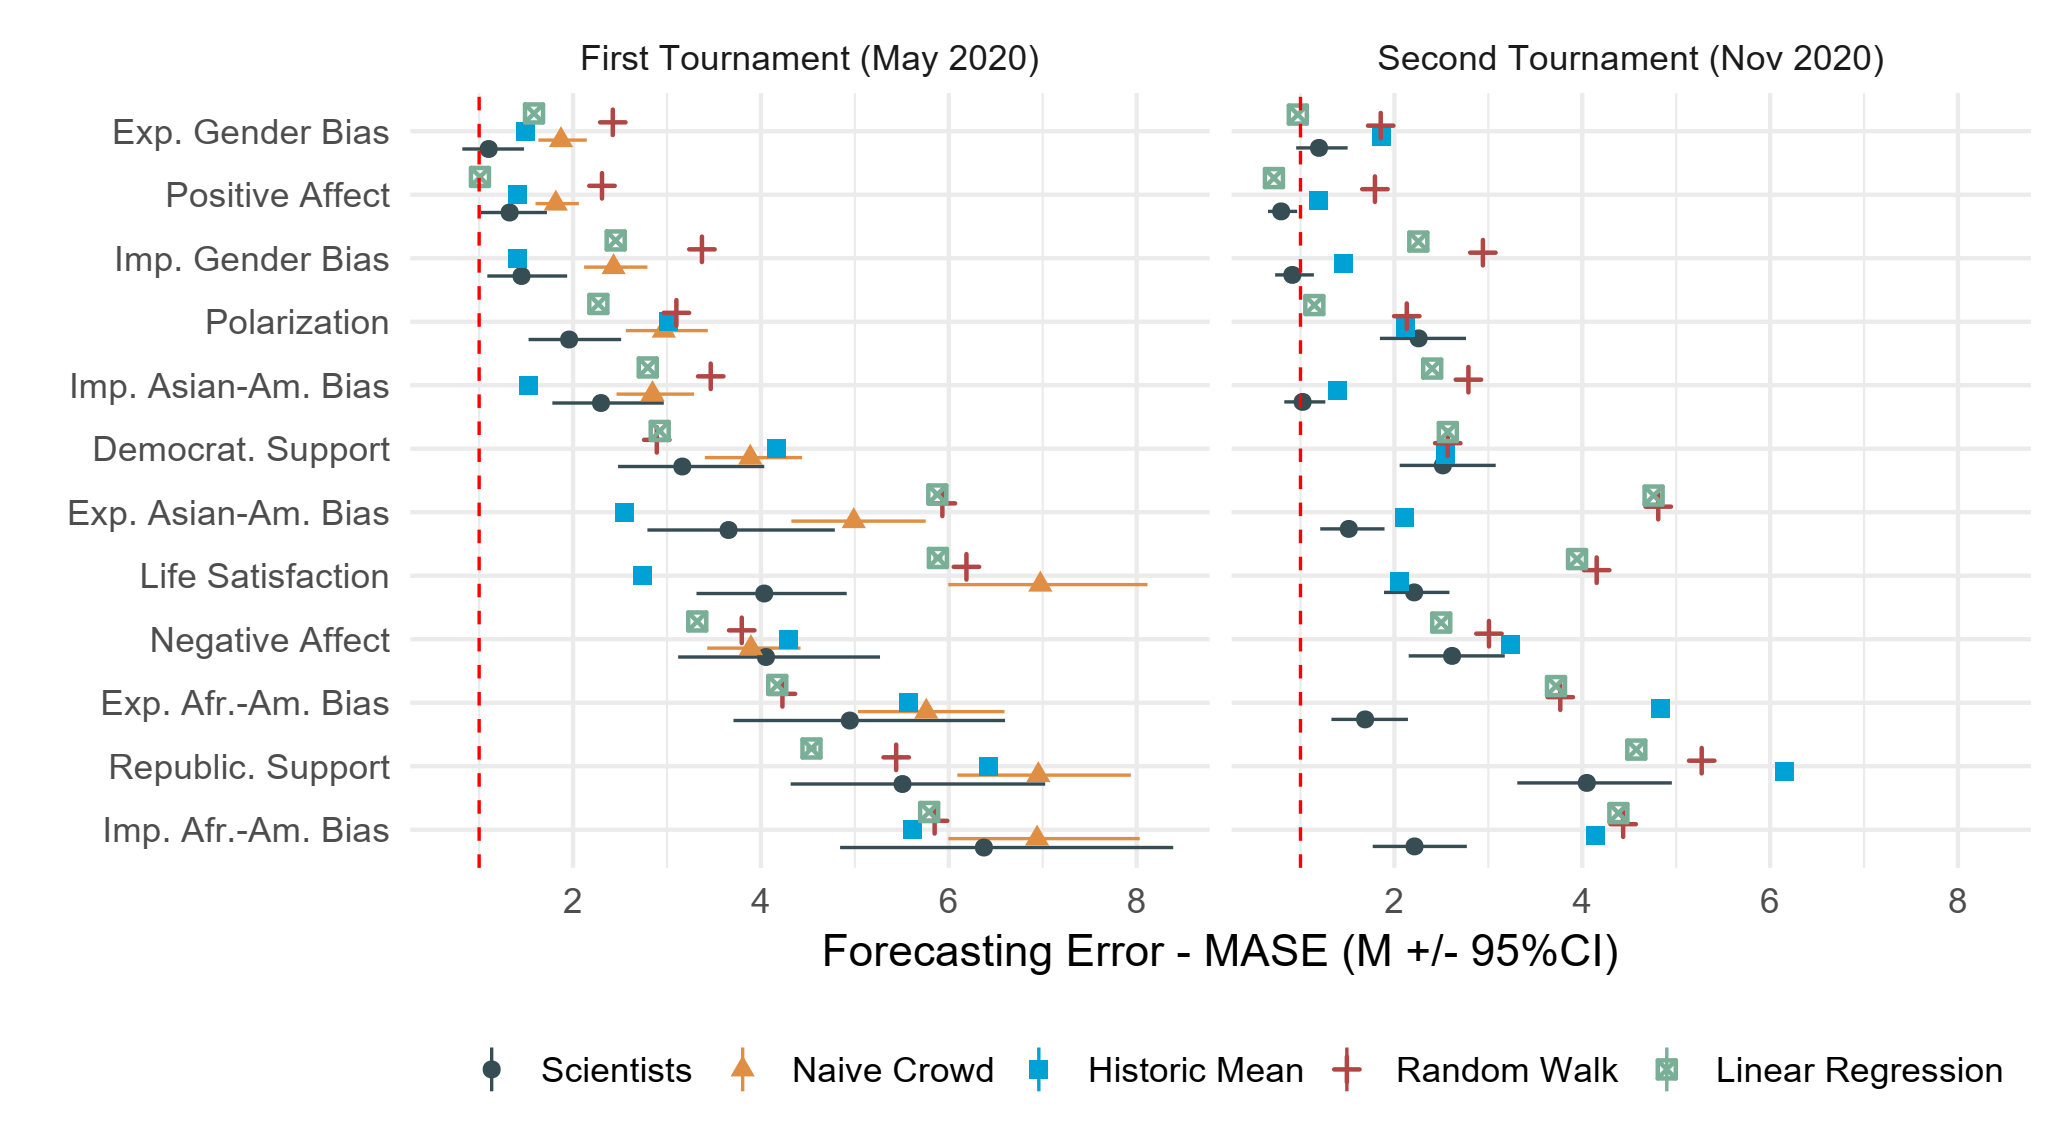 First Tournament (May 2020) Second Tournament (Nov 2020)
Exp. Gender Bias
Positive Affect
Imp. Gender Bias
Polarization
Imp. Asian-Am. Bias
Democrat. Support
Exp. Asian-Am. Bias
Life Satisfaction
Negative Affect
Exp. Afr.-Am. Bias
Republic. Support
Imp. Afr.-Am. Bias
2 4 6 8 2 4 6 8
Forecasting Error - MASE (M +/- 95%CI)
Scientists Naive Crowd Historic Mean Random Walk Linear Regression